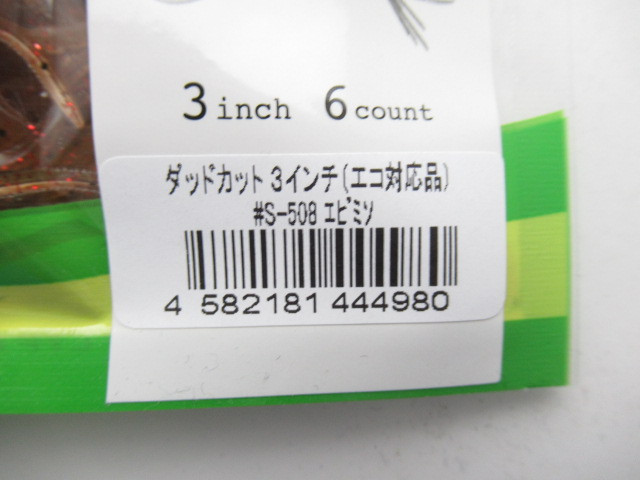 3 inch 6 count
ダッドカット 3インチ(エコ対応品)
#S-508 エビミソ
4 582181 444980